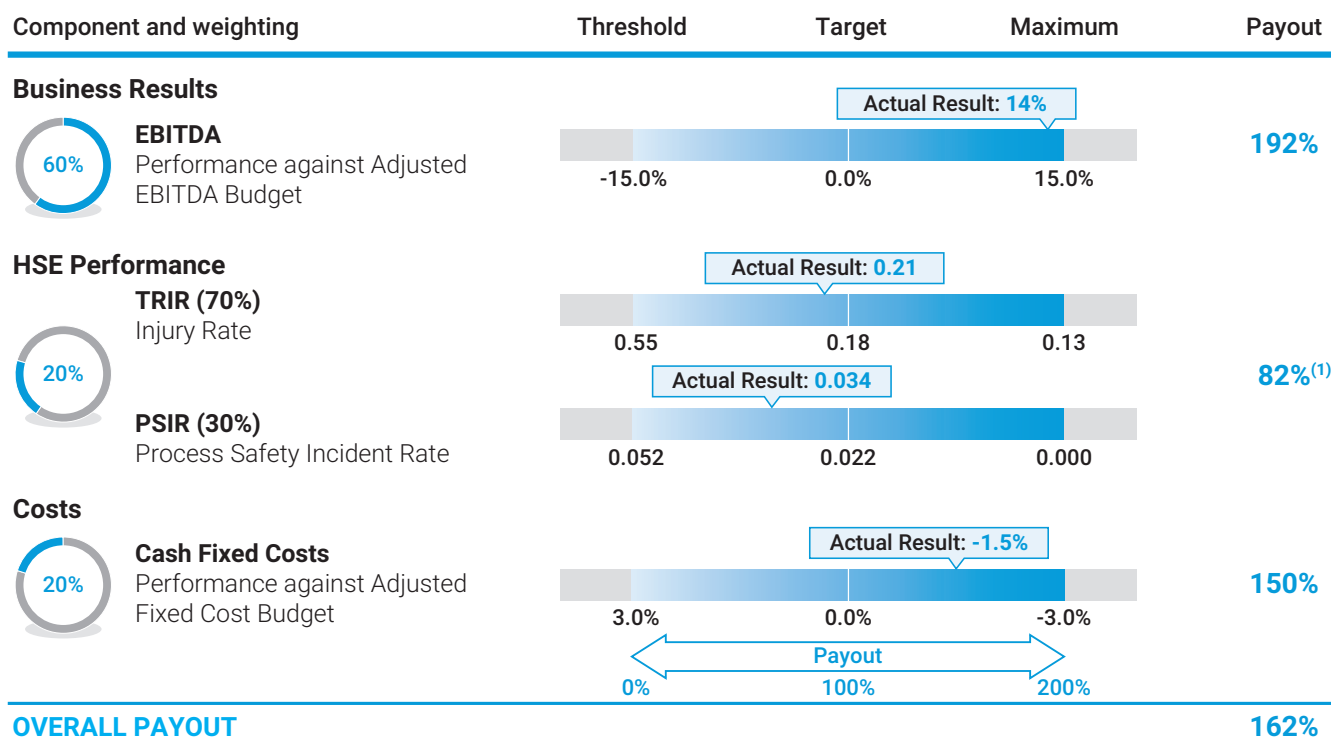 Component and weighting Threshold Target Maximum Payout
Business Results
Actual Result: 14%
60%
EBITDA
Performance against Adjusted
EBITDA Budget
-15.0% 0.0% 15.0%
192%
HSE Performance
Actual Result: 0.21
TRIR (70%)
Injury Rate
0.55 0.18 0.13
20%
82%(1)
Actual Result: 0.034
PSIR (30%)
Process Safety Incident Rate
0.052 0.022 0.000
Costs
Actual Result: -1.5%
20%
Cash Fixed Costs
Performance against Adjusted
Fixed Cost Budget
3.0% 0.0% -3.0%
150%
Payout
0% 100% 200%
OVERALL PAYOUT 162%